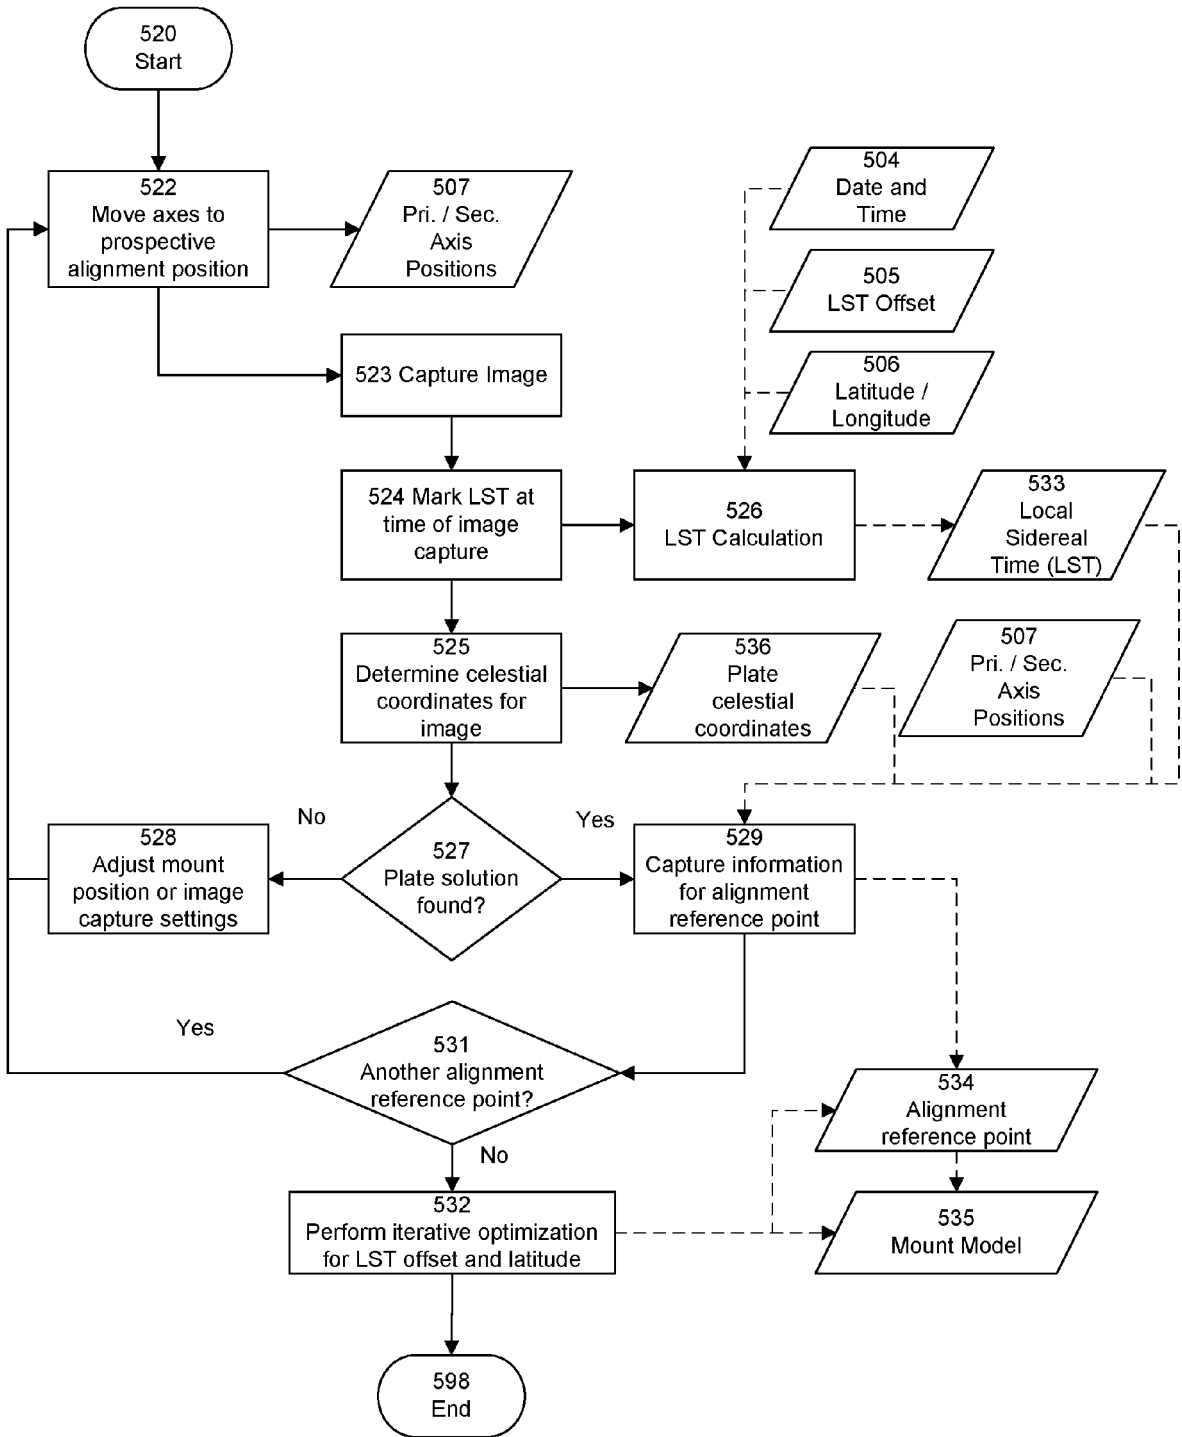 520
Start
522
Move axes to
prospective
alignment position
507
Pri. / Sec.
Axis
Positions
504
Date and
Time
505
LST Offset
506
Latitude /
Longitude
523 Capture Image
524 Mark LST at
time of image
capture
526
LST Calculation
533
Local
Sidereal
Time (LST)
525
Determine celestial
coordinates for
image
536
Plate
celestial
coordinates
507
Pri. / Sec.
Axis
Positions
No
Yes
528
Adjust mount
position or image
capture settings
527
Plate solution
found?
529
Capture information
for alignment
reference point
Yes
531
Another alignment
reference point?
No
534
Alignment
reference point
532
Perform iterative optimization
for LST offset and latitude
535
Mount Model
598
End